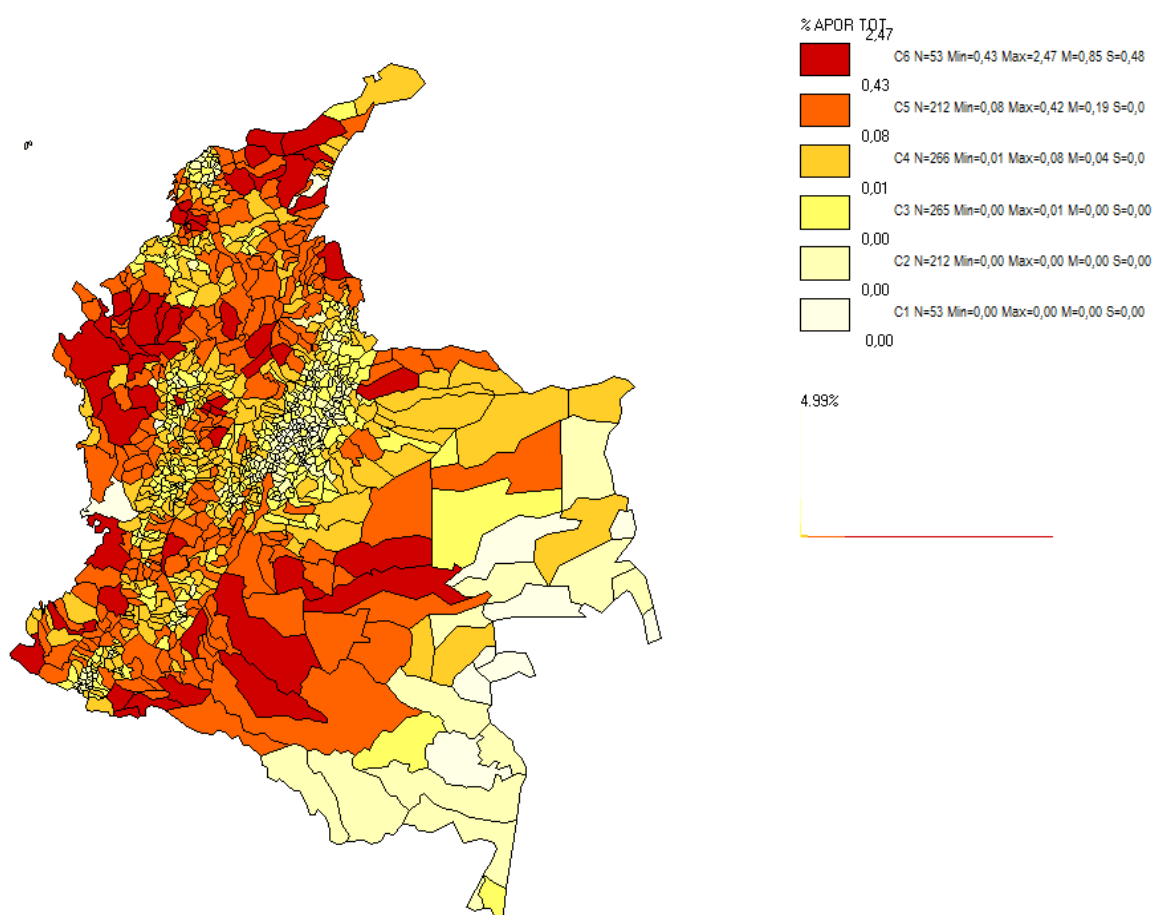 % APOR TOT
2,47
C6 N=53 Min=0,43 Max=2,47 M=0,85 S=0,48
0,43
C5 N=212 Min=0,08 Max=0,42 M=0,19 S=0,0
0,08
C4 N=266 Min=0,01 Max=0,08 M=0,04 S=0,0
0,01
C3 N=265 Min=0,00 Max=0,01 M=0,00 S=0,00
0,00
C2 N=212 Min=0,00 Max=0,00 M=0,00 S=0,00
0,00
C1 N=53 Min=0,00 Max=0,00 M=0,00 S=0,00
0,00
4.99%